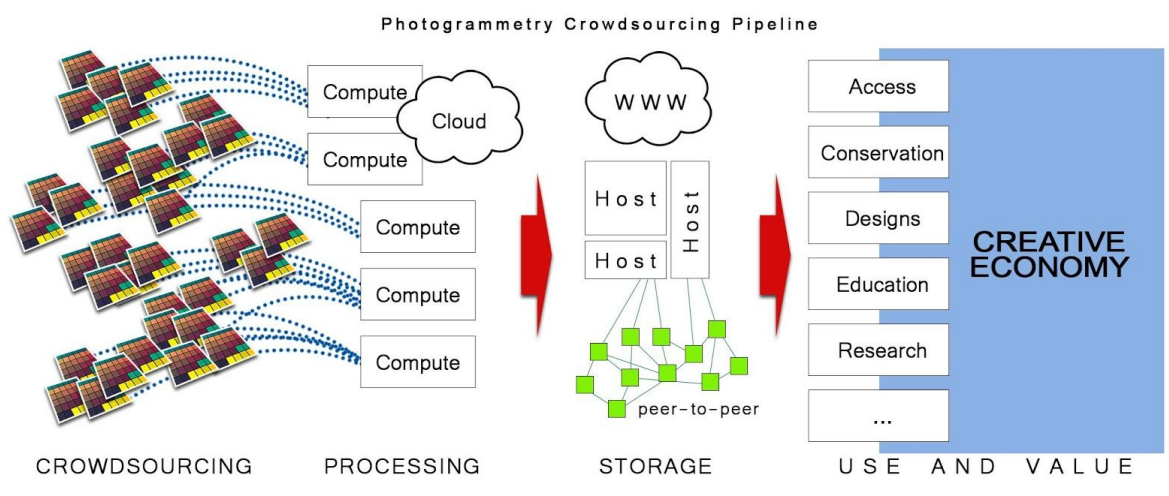 Photogrammetry Crowdsourcing Pipeline
Compute
Cloud
Compute
Compute
Compute
Compute
WWW
Host
Host
Host
peer-to-peer
Access
Conservation
Designs
Education
Research
...
CREATIVE
ECONOMY
CROWDSOURCING
PROCESSING
STORAGE
USE AND VALUE